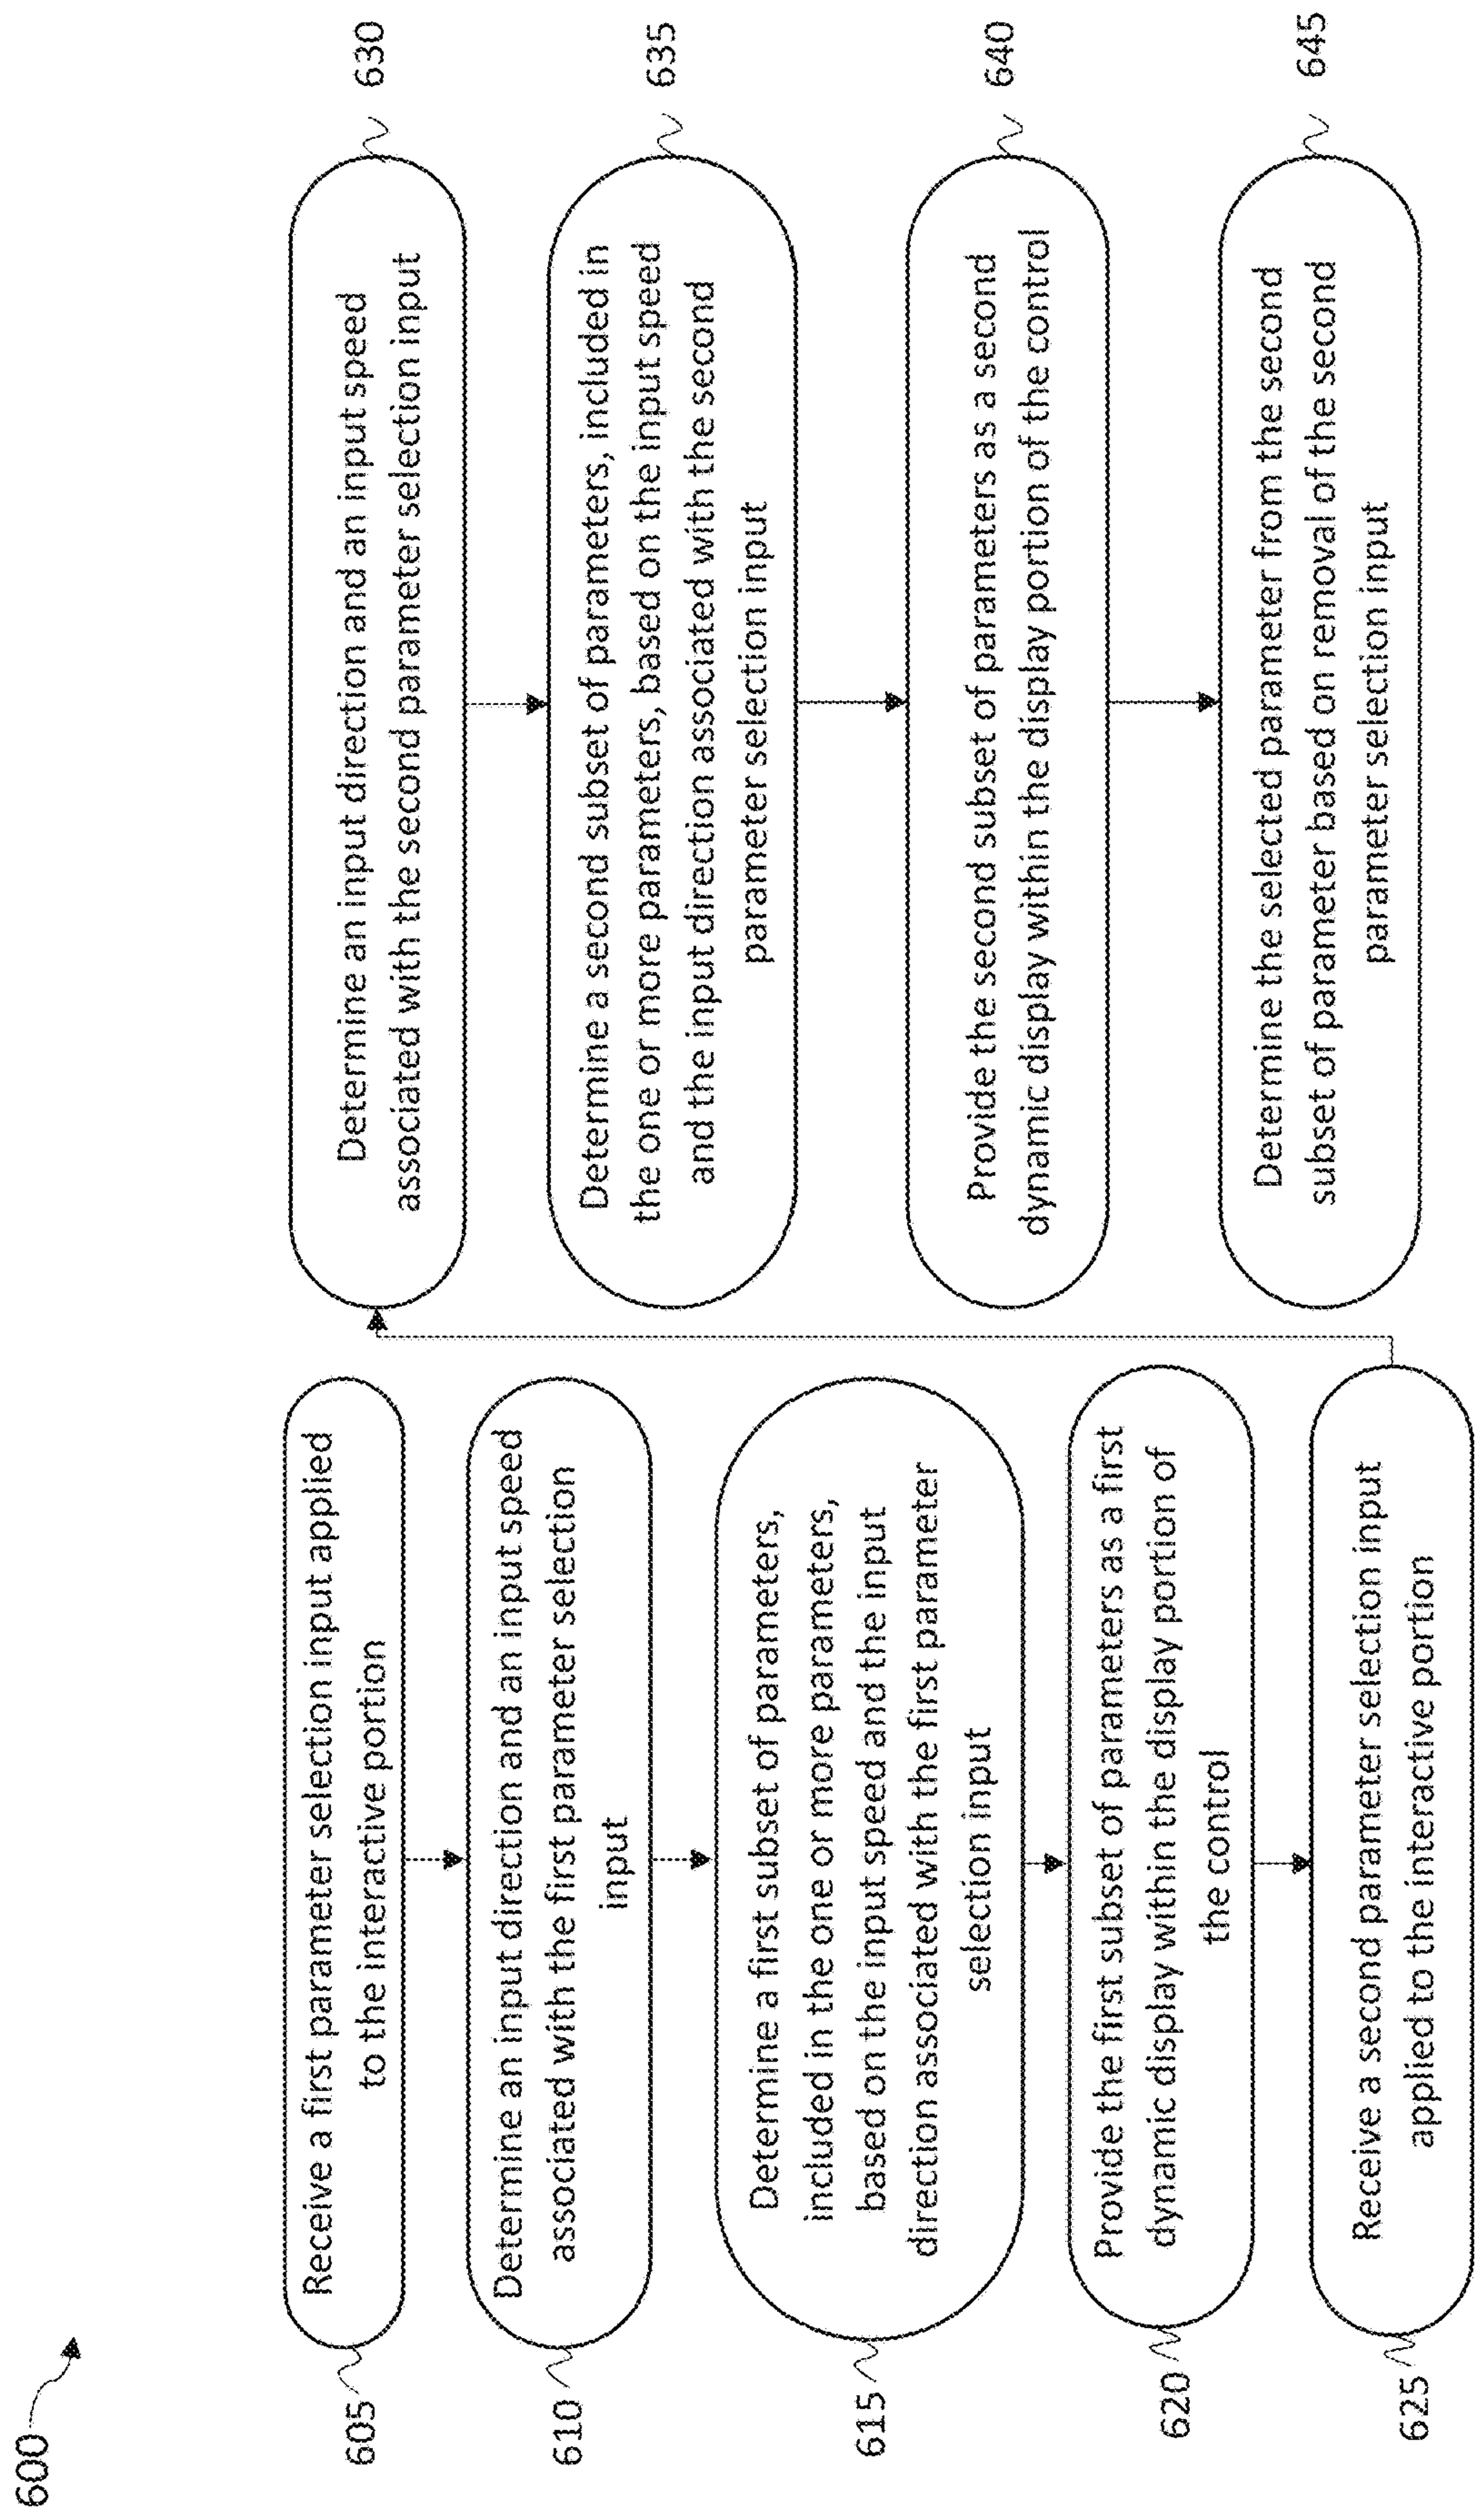 600
605
Receive a first parameter selection input applied
to the interactive portion
610
Determine an input direction and an input speed
associated with the first parameter selection
input
615
Determine a first subset of parameters,
included in the one or more parameters,
based on the input speed and the input
direction associated with the first parameter
selection input
620
Provide the first subset of parameters as a first
dynamic display within the display portion of
the control
625
Receive a second parameter selection input
applied to the interactive portion
630
Determine an input direction and an input speed
associated with the second parameter selection input
635
Determine a second subset of parameters, included in
the one or more parameters, based on the input speed
and the input direction associated with the second
parameter selection input
640
Provide the second subset of parameters as a second
dynamic display within the display portion of the control
645
Determine the selected parameter from the second
subset of parameter based on removal of the second
parameter selection input